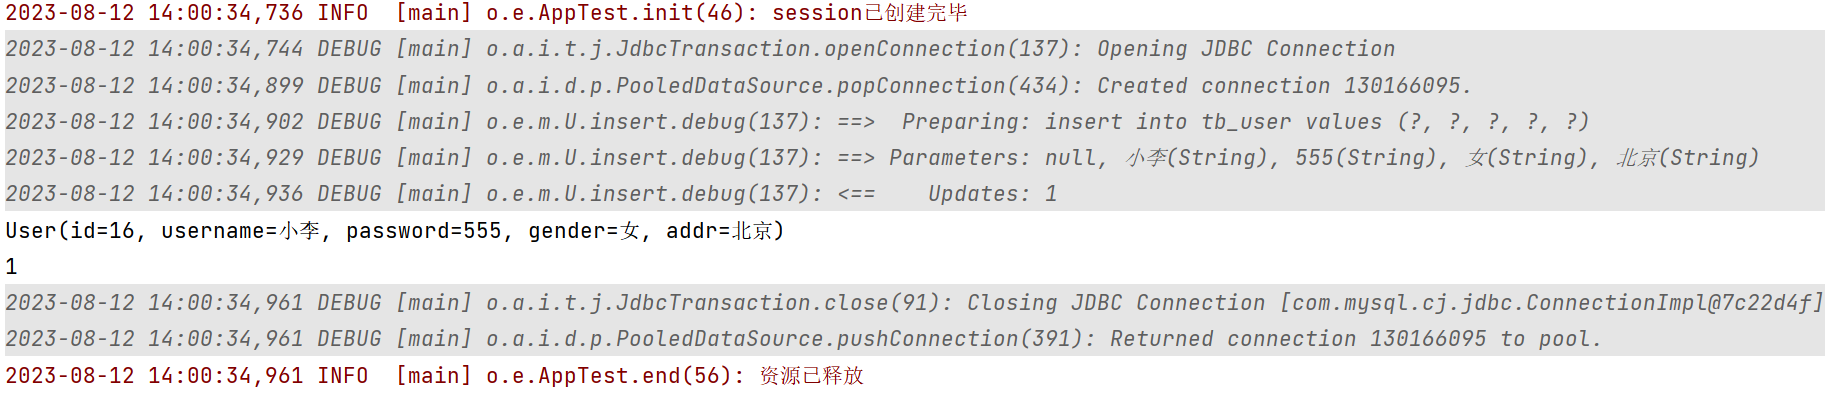 2023-08-12 14:00:34,736 INFO  [main] o.e.AppTest.init(46): session已创建完毕
2023-08-12 14:00:34,744 DEBUG [main] o.a.i.t.j.JdbcTransaction.openConnection(137): Opening JDBC Connection
2023-08-12 14:00:34,899 DEBUG [main] o.a.i.d.p.PooledDataSource.popConnection(434): Created connection 130166095.
2023-08-12 14:00:34,902 DEBUG [main] o.e.m.U.insert.debug(137): ==>  Preparing: insert into tb_user values (?, ?, ?, ?, ?)
2023-08-12 14:00:34,929 DEBUG [main] o.e.m.U.insert.debug(137): ==> Parameters: null, 小李(String), 555(String), 女(String), 北京(String)
2023-08-12 14:00:34,936 DEBUG [main] o.e.m.U.insert.debug(137): <==    Updates: 1
User(id=16, username=小李, password=555, gender=女, addr=北京)
1
2023-08-12 14:00:34,961 DEBUG [main] o.a.i.t.j.JdbcTransaction.close(91): Closing JDBC Connection [com.mysql.cj.jdbc.ConnectionImpl@7c22d4f]
2023-08-12 14:00:34,961 DEBUG [main] o.a.i.d.p.PooledDataSource.pushConnection(391): Returned connection 130166095 to pool.
2023-08-12 14:00:34,961 INFO  [main] o.e.AppTest.end(56): 资源已释放